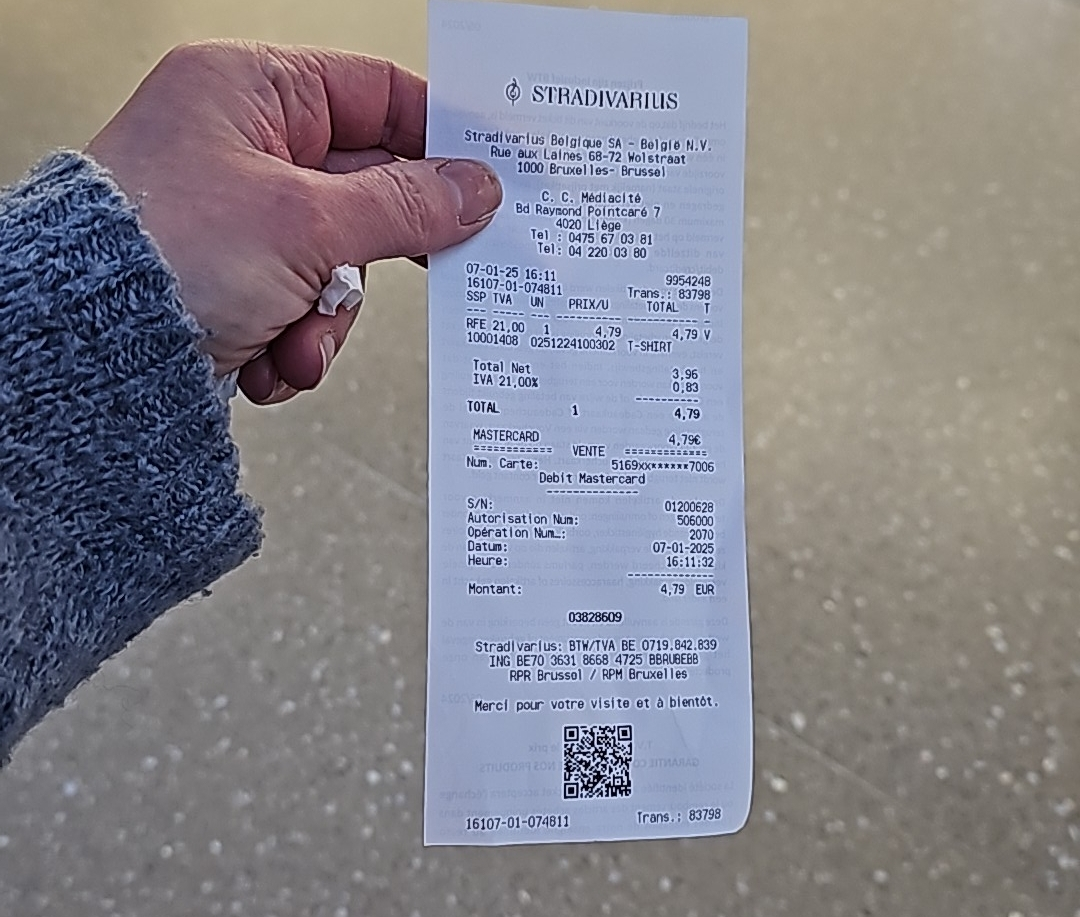 STRADIVARIUS
Stradivarius Belgique SA - België N.V.
Rue aux Laines 68-72 Wolstraat
1000 Bruxelles- Brussel
C. C. Médiacité
Bd Raymond Pointcaré 7
4020 Liège
Tel : 0475 67 03 81
Tel: 04 220 03 80
07-01-25 16:11 9954248
16107-01-074811 Trans.: 83798
SSP TVA UN PRIX/U TOTAL T
--- ---- --- ---------- ----------- --
RFE 21,00 1 4,79 4,79 V
10001408 0251224100302 T-SHIRT
Total Net 3,96
IVA 21,00% 0,83
----------
TOTAL 1 4,79
MASTERCARD 4,79€
============ VENTE =============
Num. Carte: 5169xx******7006
Debit Mastercard
--------------
S/N: 01200628
Autorisation Num: 506000
Opération Num.: 2070
Datum: 07-01-2025
Heure: 16:11:32
-------------
Montant: 4,79 EUR
03828609
Stradivarius: BTW/TVA BE 0719.842.839
ING BE70 3631 8668 4725 BBRUBEBB
RPR Brussol / RPM Bruxelles
Merci pour votre visite et à bientôt.
16107-01-074811 Trans.: 83798